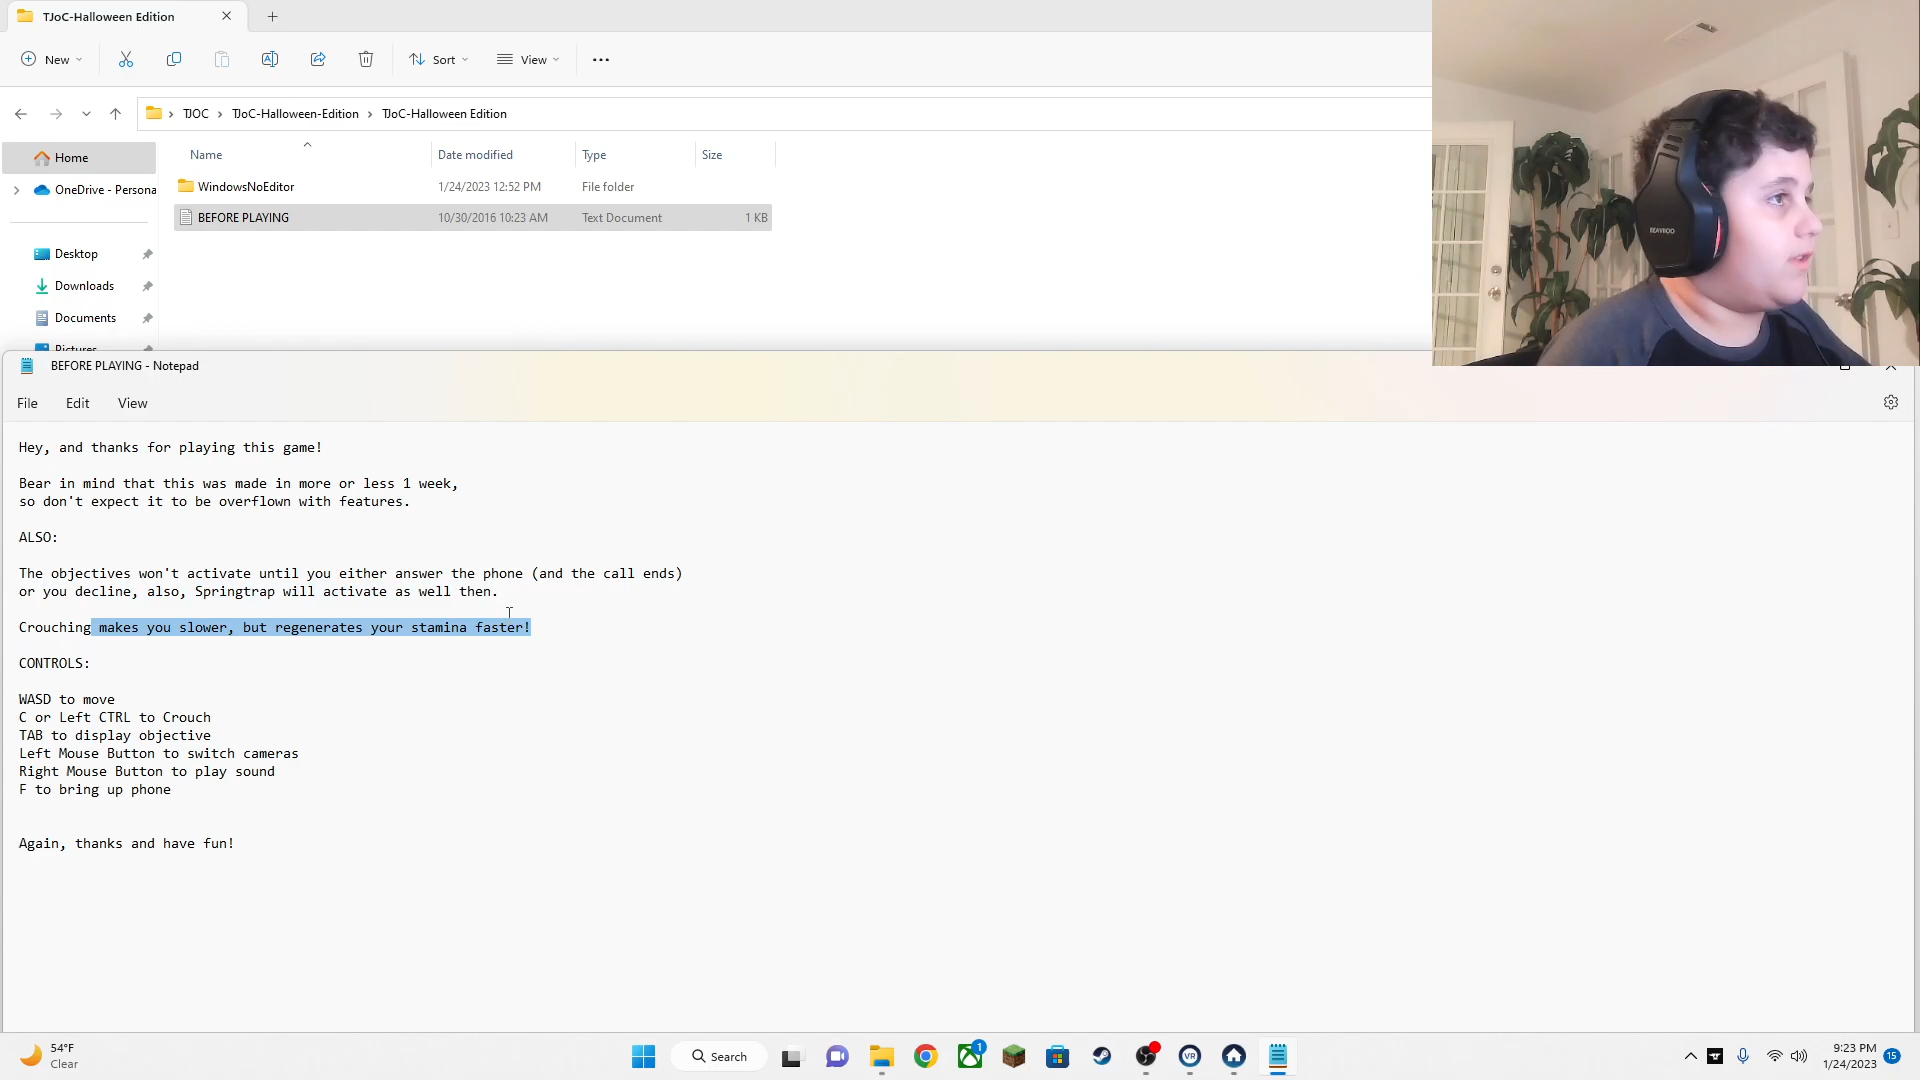 TJoC-Halloween Edition
New
Sort
View
TJOC > TJoC-Halloween-Edition > TJoC-Halloween Edition
Name Date modified Type Size
Home
WindowsNoEditor 1/24/2023 12:52 PM File folder
OneDrive - Persona
BEFORE PLAYING 10/30/2016 10:23 AM Text Document 1 KB
Desktop
Downloads
Documents
Pictures
BEFORE PLAYING - Notepad
File Edit View
Hey, and thanks for playing this game!
Bear in mind that this was made in more or less 1 week,
so don't expect it to be overflown with features.
ALSO:
The objectives won't activate until you either answer the phone (and the call ends)
or you decline, also, Springtrap will activate as well then.
Crouching makes you slower, but regenerates your stamina faster!
CONTROLS:
WASD to move
C or Left CTRL to Crouch
TAB to display objective
Left Mouse Button to switch cameras
Right Mouse Button to play sound
F to bring up phone
Again, thanks and have fun!
54°F
Clear
Search
1
VR
9:23 PM
1/24/2023
15